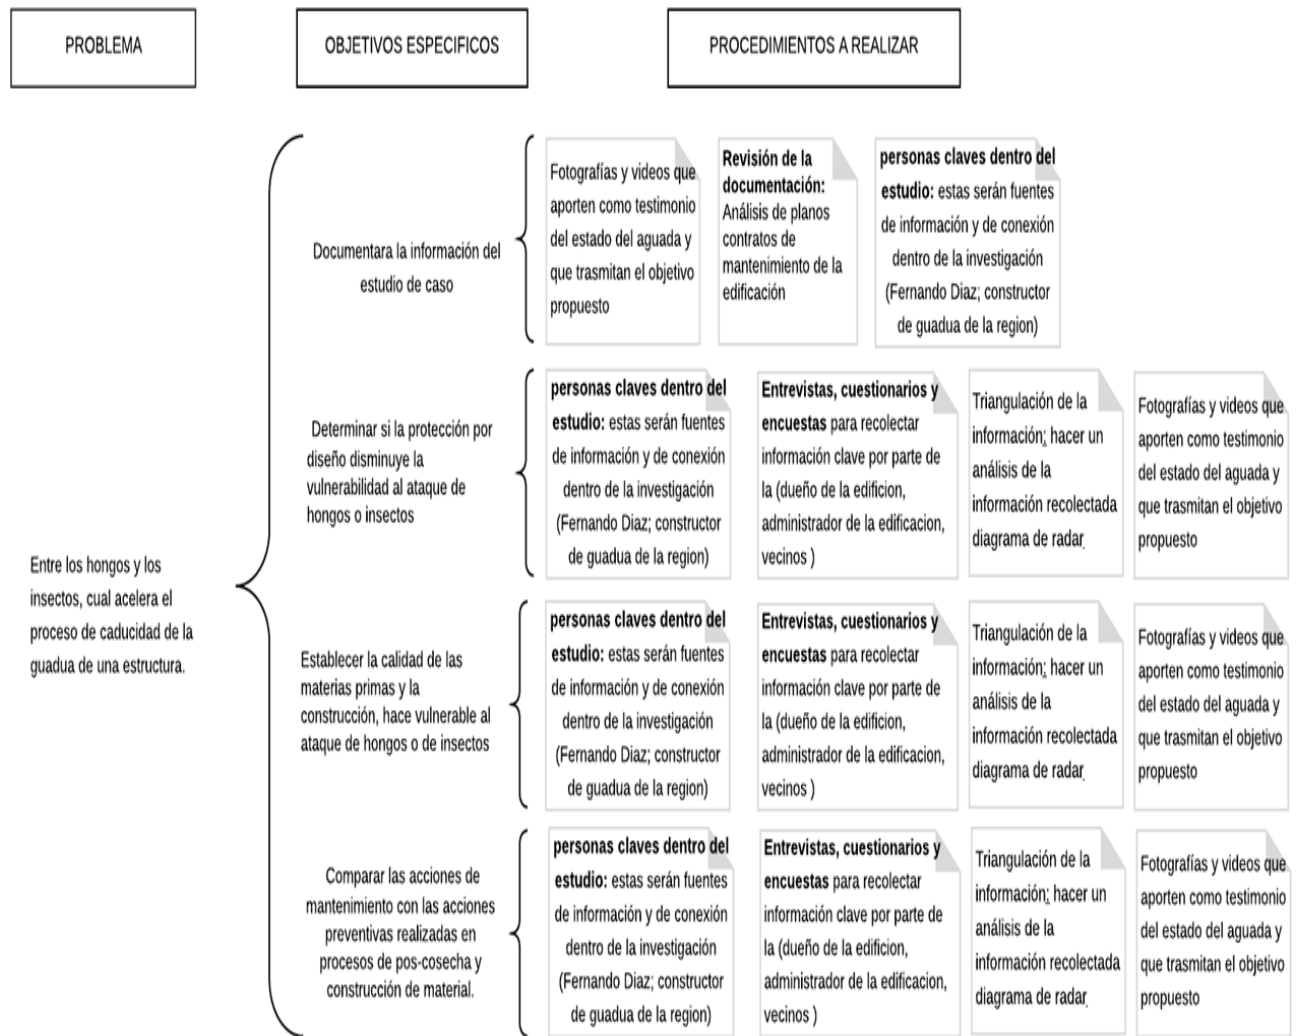 PROBLEMA
OBJETIVOS ESPECIFICOS
PROCEDIMIENTOS A REALIZAR
Entre los hongos y los
insectos, cual acelera el
proceso de caducidad de la
guadua de una estructura.
Documentara la información del
estudio de caso
Fotografías y videos que
aporten como testimonio
del estado del aguada y
que trasmitan el objetivo
propuesto
Revisión de la
documentación:
Análisis de planos
contratos de
mantenimiento de la
edificación
personas claves dentro del
estudio: estas serán fuentes
de información y de conexión
dentro de la investigación
(Fernando Diaz; constructor
de guadua de la region)
Determinar si la protección por
diseño disminuye la
vulnerabilidad al ataque de
hongos o insectos
personas claves dentro del
estudio: estas serán fuentes
de información y de conexión
dentro de la investigación
(Fernando Diaz; constructor
de guadua de la region)
Entrevistas, cuestionarios y
encuestas para recolectar
información clave por parte de
la (dueño de la edificion,
administrador de la edificacion,
vecinos )
Triangulación de la
información; hacer un
análisis de la
información recolectada
diagrama de radar.
Fotografías y videos que
aporten como testimonio
del estado del aguada y
que trasmitan el objetivo
propuesto
Establecer la calidad de las
materias primas y la
construcción, hace vulnerable al
ataque de hongos o de insectos
personas claves dentro del
estudio: estas serán fuentes
de información y de conexión
dentro de la investigación
(Fernando Diaz; constructor
de guadua de la region)
Entrevistas, cuestionarios y
encuestas para recolectar
información clave por parte de
la (dueño de la edificion,
administrador de la edificacion,
vecinos )
Triangulación de la
información; hacer un
análisis de la
información recolectada
diagrama de radar.
Fotografías y videos que
aporten como testimonio
del estado del aguada y
que trasmitan el objetivo
propuesto
Comparar las acciones de
mantenimiento con las acciones
preventivas realizadas en
procesos de pos-cosecha y
construcción de material.
personas claves dentro del
estudio: estas serán fuentes
de información y de conexión
dentro de la investigación
(Fernando Diaz; constructor
de guadua de la region)
Entrevistas, cuestionarios y
encuestas para recolectar
información clave por parte de
la (dueño de la edificion,
administrador de la edificacion,
vecinos )
Triangulación de la
información; hacer un
análisis de la
información recolectada
diagrama de radar.
Fotografías y videos que
aporten como testimonio
del estado del aguada y
que trasmitan el objetivo
propuesto